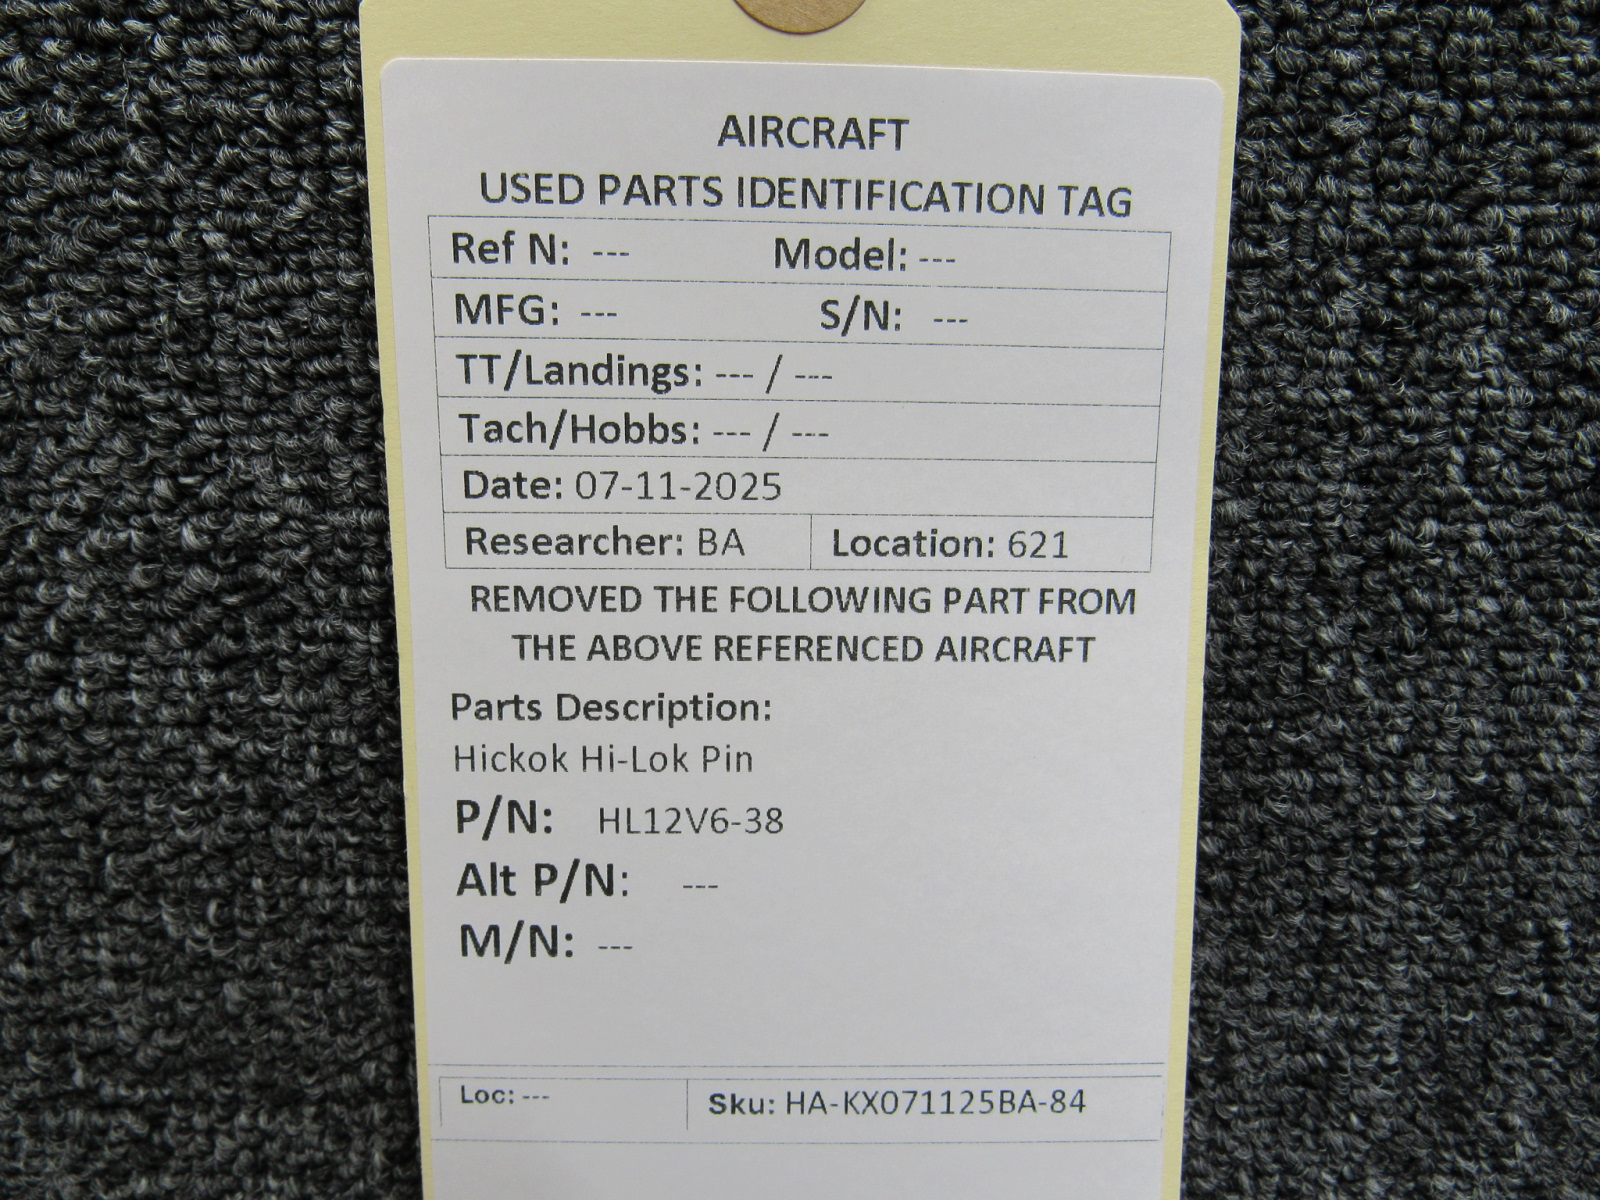 AIRCRAFT
USED PARTS IDENTIFICATION TAG
Ref N: --- Model: ---
MFG: --- S/N: ---
TT/Landings: --- / ---
Tach/Hobbs: --- / ---
Date: 07-11-2025
Researcher: BA Location: 621
REMOVED THE FOLLOWING PART FROM
THE ABOVE REFERENCED AIRCRAFT
Parts Description:
Hickok Hi-Lok Pin
P/N: HL12V6-38
Alt P/N: ---
M/N: ---
Loc: --- Sku: HA-KX071125BA-84